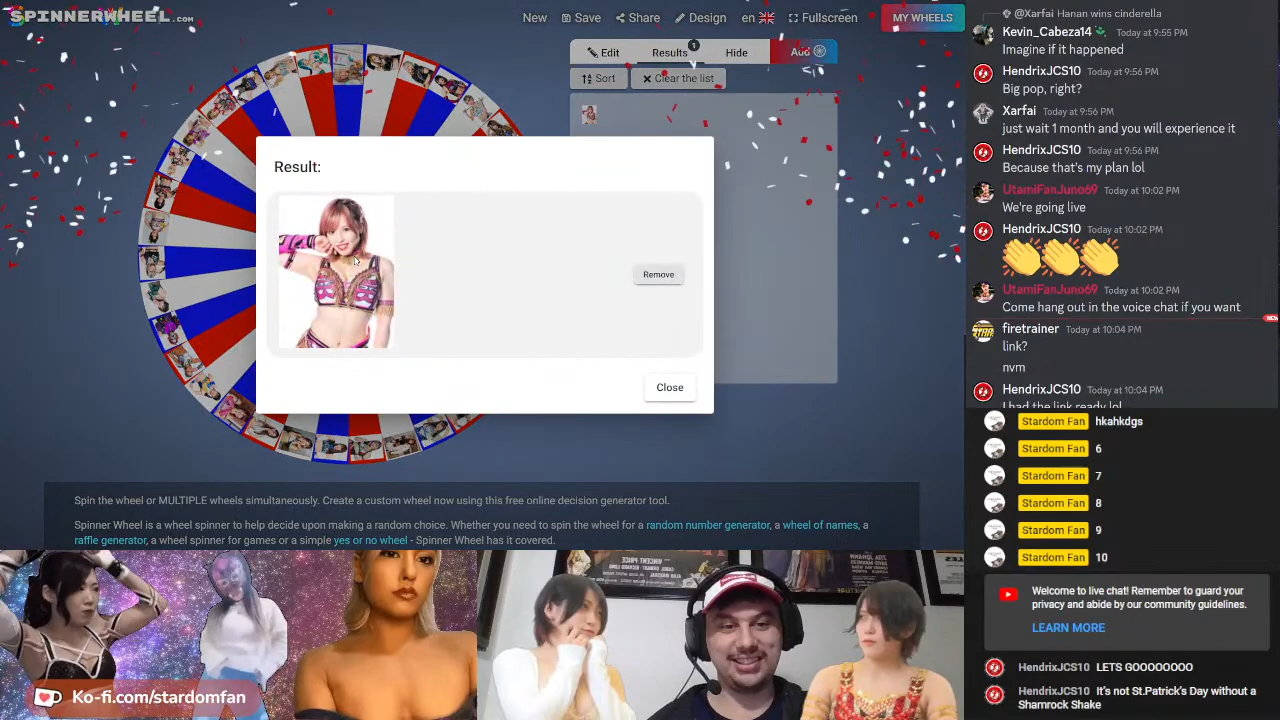 SPINNERWHEEL.COM
New Save Share Design en Fullscreen MY WHEELS
Edit Results 1 Hide Add
Sort Clear the list
Result:
Remove
Close
Spin the wheel or MULTIPLE wheels simultaneously. Create a custom wheel now using this free online decision generator tool.
Spinner Wheel is a wheel spinner to help decide upon making a random choice. Whether you need to spin the wheel for a random number generator, a wheel of names, a
raffle generator, a wheel spinner for games or a simple yes or no wheel - Spinner Wheel has it covered.
Ko-fi.com/stardomfan
@Xarfai Hanan wins cinderella
Kevin_Cabeza14 Today at 9:55 PM
Imagine if it happened
HendrixJCS10 Today at 9:56 PM
Big pop, right?
Xarfai Today at 9:56 PM
just wait 1 month and you will experience it
HendrixJCS10 Today at 9:56 PM
Because that's my plan lol
UtamiFanJuno69 Today at 10:02 PM
We're going live
HendrixJCS10 Today at 10:02 PM
UtamiFanJuno69 Today at 10:02 PM
Come hang out in the voice chat if you want
NEW
firetrainer Today at 10:04 PM
link?
nvm
HendrixJCS10 Today at 10:04 PM
I had the link ready lol
Stardom Fan hkahkdgs
Stardom Fan 6
Stardom Fan 7
Stardom Fan 8
Stardom Fan 9
Stardom Fan 10
Welcome to live chat! Remember to guard your
privacy and abide by our community guidelines.
LEARN MORE
HendrixJCS10 LETS GOOOOOOOO
HendrixJCS10 It's not St.Patrick's Day without a
Shamrock Shake